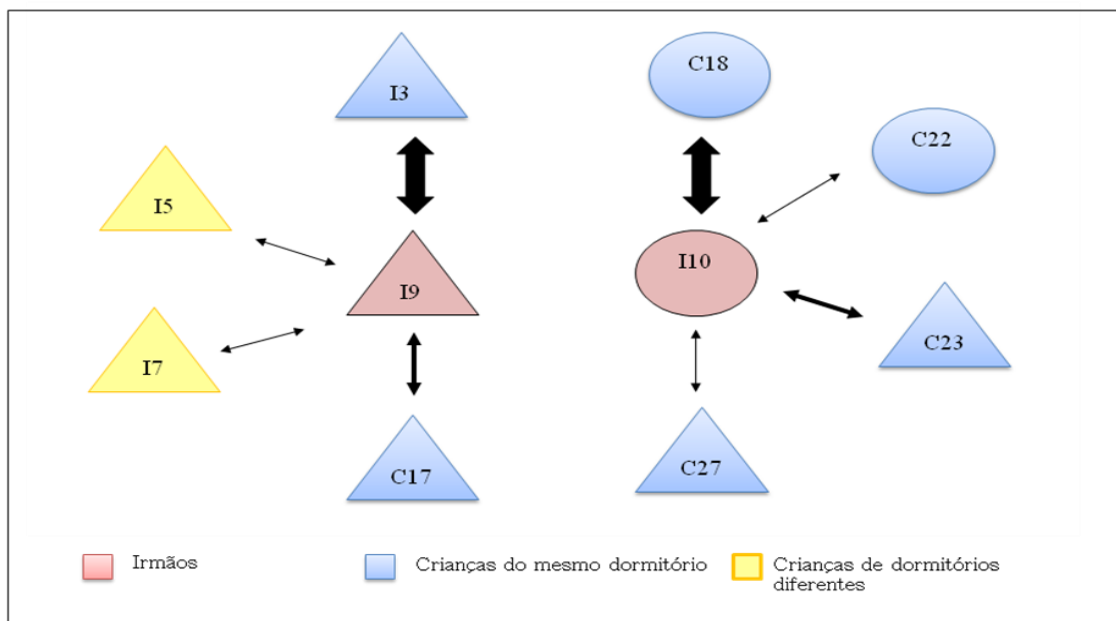 I3
C18
C22
I5
I9
I10
I7
C23
C17
C27
Irmãos
Crianças do mesmo dormitório
Crianças de dormitórios
diferentes